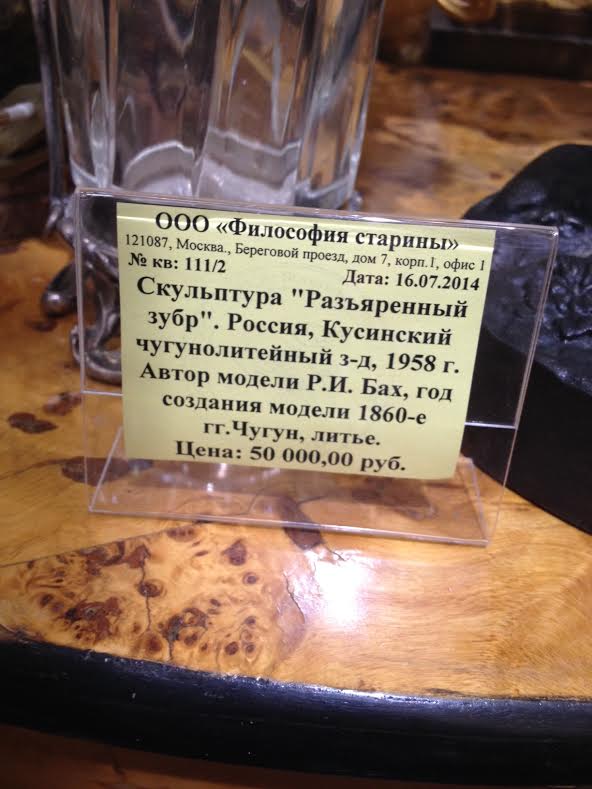 ООО «Философия старины»
121087, Москва., Береговой проезд, дом 7, корп.1, офис 1
№ кв: 111/2
Дата: 16.07.2014
Скульптура "Разъяренный
зубр". Россия, Кусинский
чугунолитейный з-д, 1958 г.
Автор модели Р.И. Бах, год
создания модели 1860-е
гг.Чугун, литье.
Цена: 50 000,00 руб.